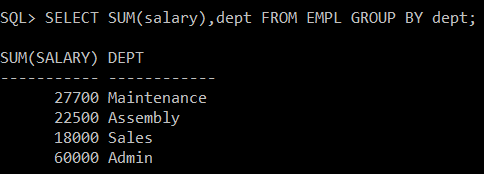 SQL> SELECT SUM(salary),dept FROM EMPL GROUP BY dept;
SUM(SALARY) DEPT
----------- ------------
27700 Maintenance
22500 Assembly
18000 Sales
60000 Admin